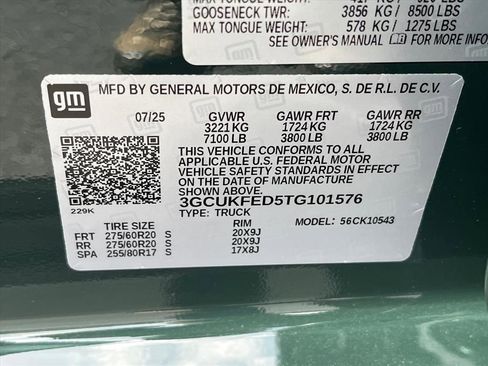 GOOSENECK TWR: 3856 KG / 8500 LBS
MAX TONGUE WEIGHT: 578 KG / 1275 LBS
SEE OWNER'S MANUAL FOR MORE INFORMATION
gm
MFD BY GENERAL MOTORS DE MEXICO, S. DE R.L. DE C.V.
07/25 GVWR GAWR FRT GAWR RR
3221 KG 1724 KG 1724 KG
7100 LB 3800 LB 3800 LB
THIS VEHICLE CONFORMS TO ALL
APPLICABLE U.S. FEDERAL MOTOR
VEHICLE SAFETY STANDARDS IN EFFECT
ON THE DATE OF MANUFACTURE SHOWN ABOVE.
3GCUKFED5TG101576
TYPE: TRUCK MODEL: 56CK10543
229K
TIRE SIZE RIM
FRT 275/60R20 S 20X9J
RR 275/60R20 S 20X9J
SPA 255/80R17 S 17X8J